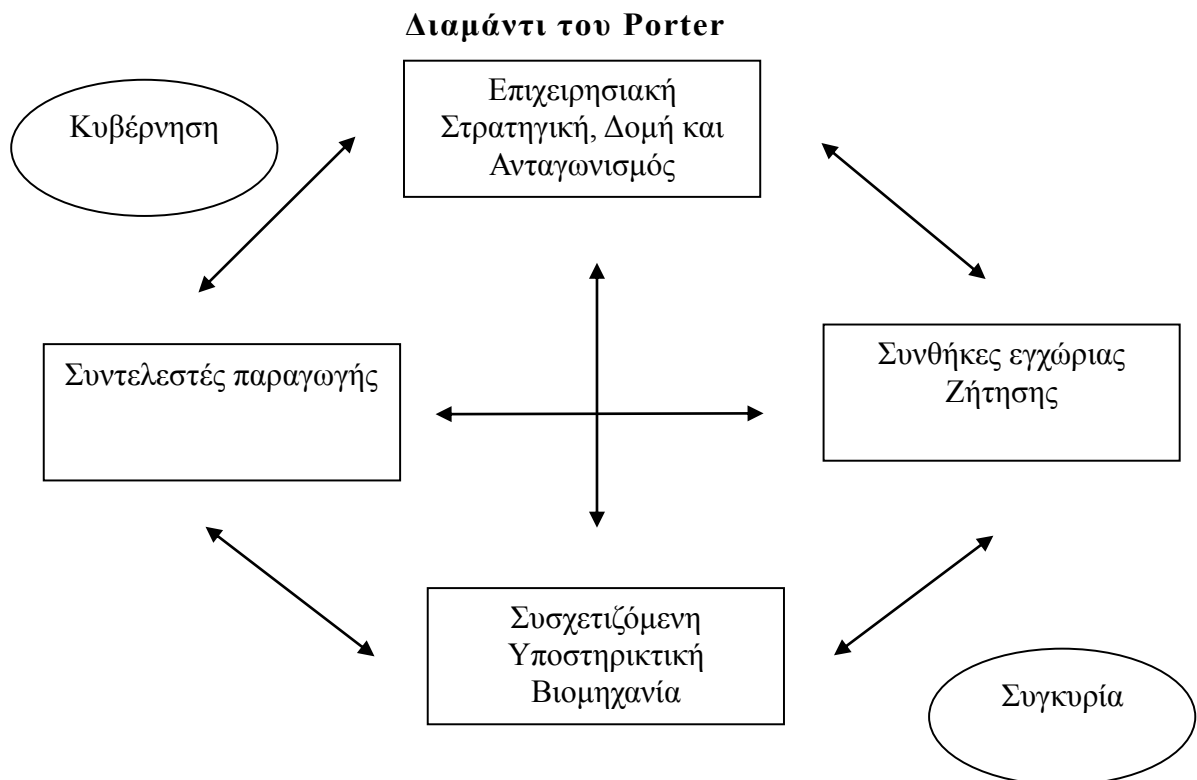 Διαμάντι του Porter
Κυβέρνηση
Επιχειρησιακή
Στρατηγική, Δομή και
Ανταγωνισμός
Συντελεστές παραγωγής
Συνθήκες εγχώριας
Ζήτησης
Συσχετιζόμενη
Υποστηρικτική
Βιομηχανία
Συγκυρία